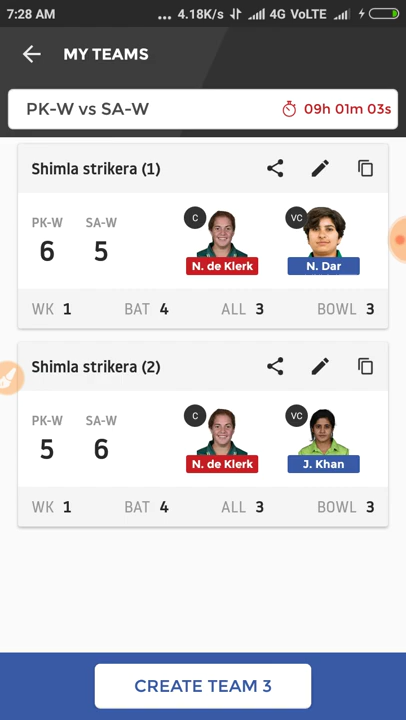 7:28 AM ... 4.18K/s 4G VoLTE
MY TEAMS
PK-W vs SA-W 09h 01m 03s
Shimla strikera (1)
PK-W SA-W C VC
6 5
N. de Klerk N. Dar
WK 1 BAT 4 ALL 3 BOWL 3
Shimla strikera (2)
PK-W SA-W C VC
5 6
N. de Klerk J. Khan
WK 1 BAT 4 ALL 3 BOWL 3
CREATE TEAM 3